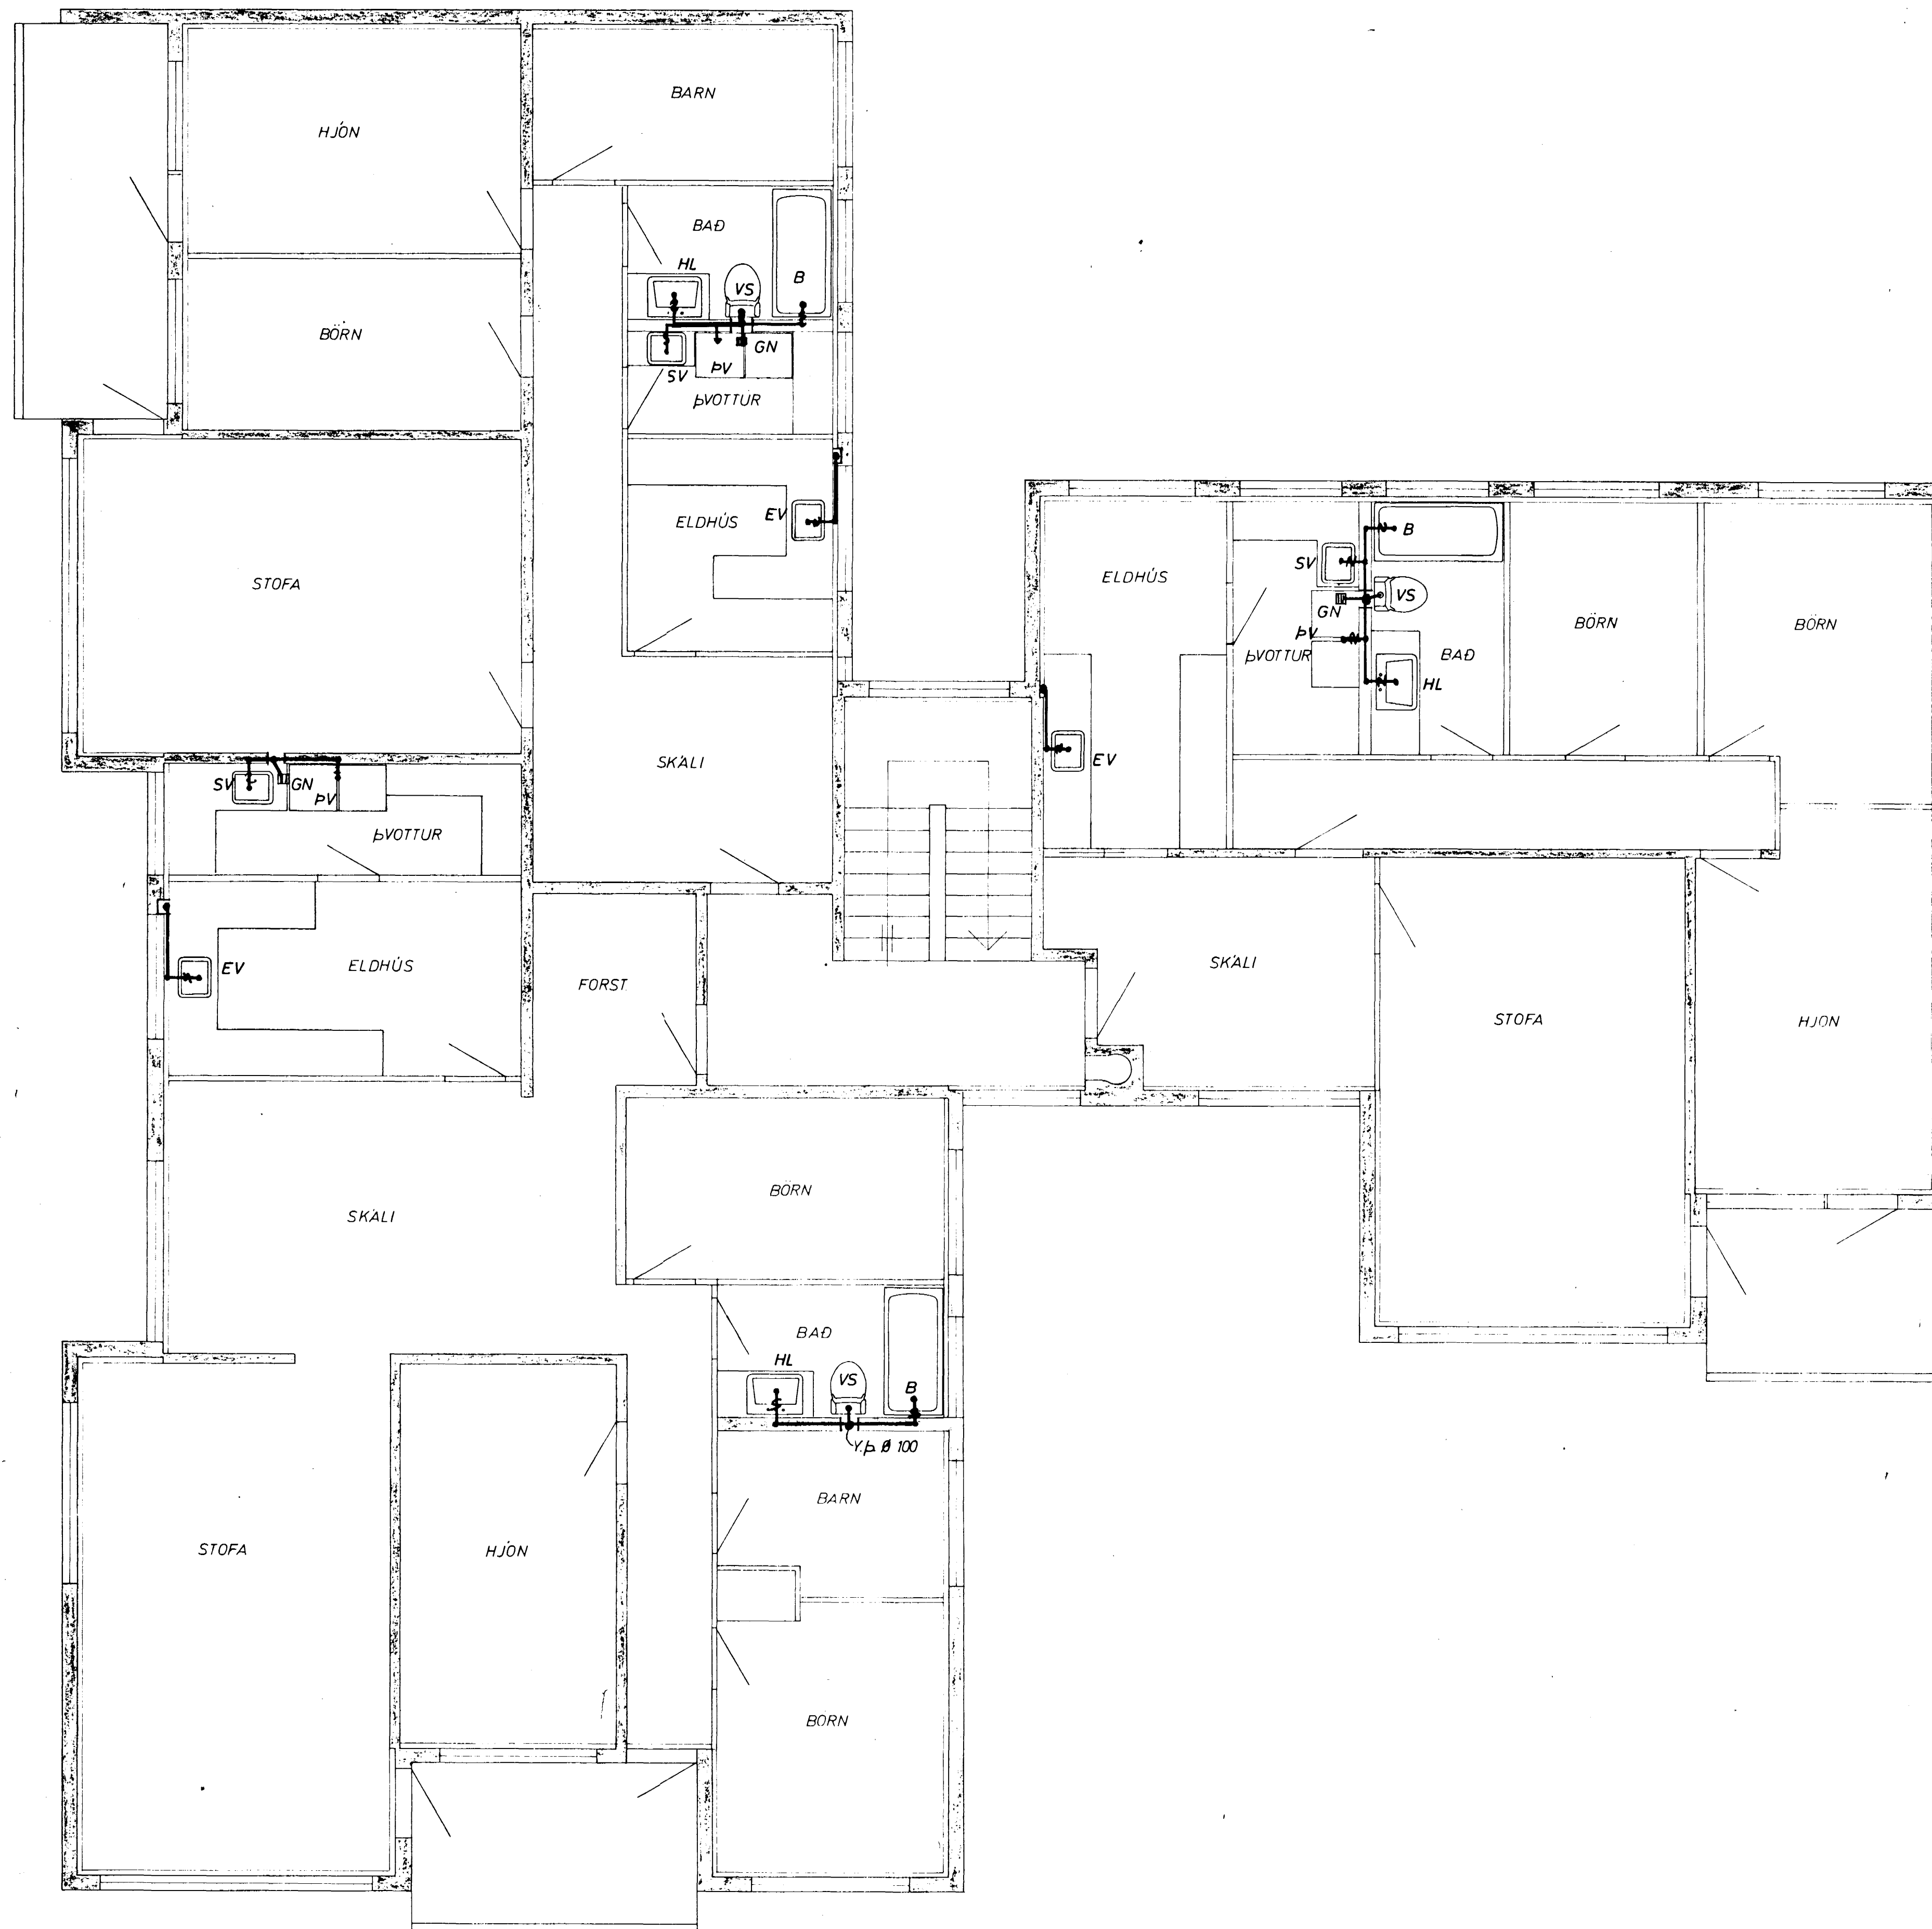 BARN
HJÓN
BAÐ
HL
VS
B
BÖRN
GN
ÞV
SV
ÞVOTTUR
ELDHÚS
EV
STOFA
SKÁLI
SV
GN
ÞV
ÞVOTTUR
EV
ELDHÚS
FORST.
BÖRN
SKÁLI
BAÐ
HL
VS
B
Y.Þ. Ø 100
BARN
STOFA
HJÓN
BÖRN
B
SV
ELDHÚS
VS
GN
ÞV
BÖRN
BÖRN
ÞVOTTUR
BAÐ
HL
EV
SKÁLI
STOFA
HJÓN